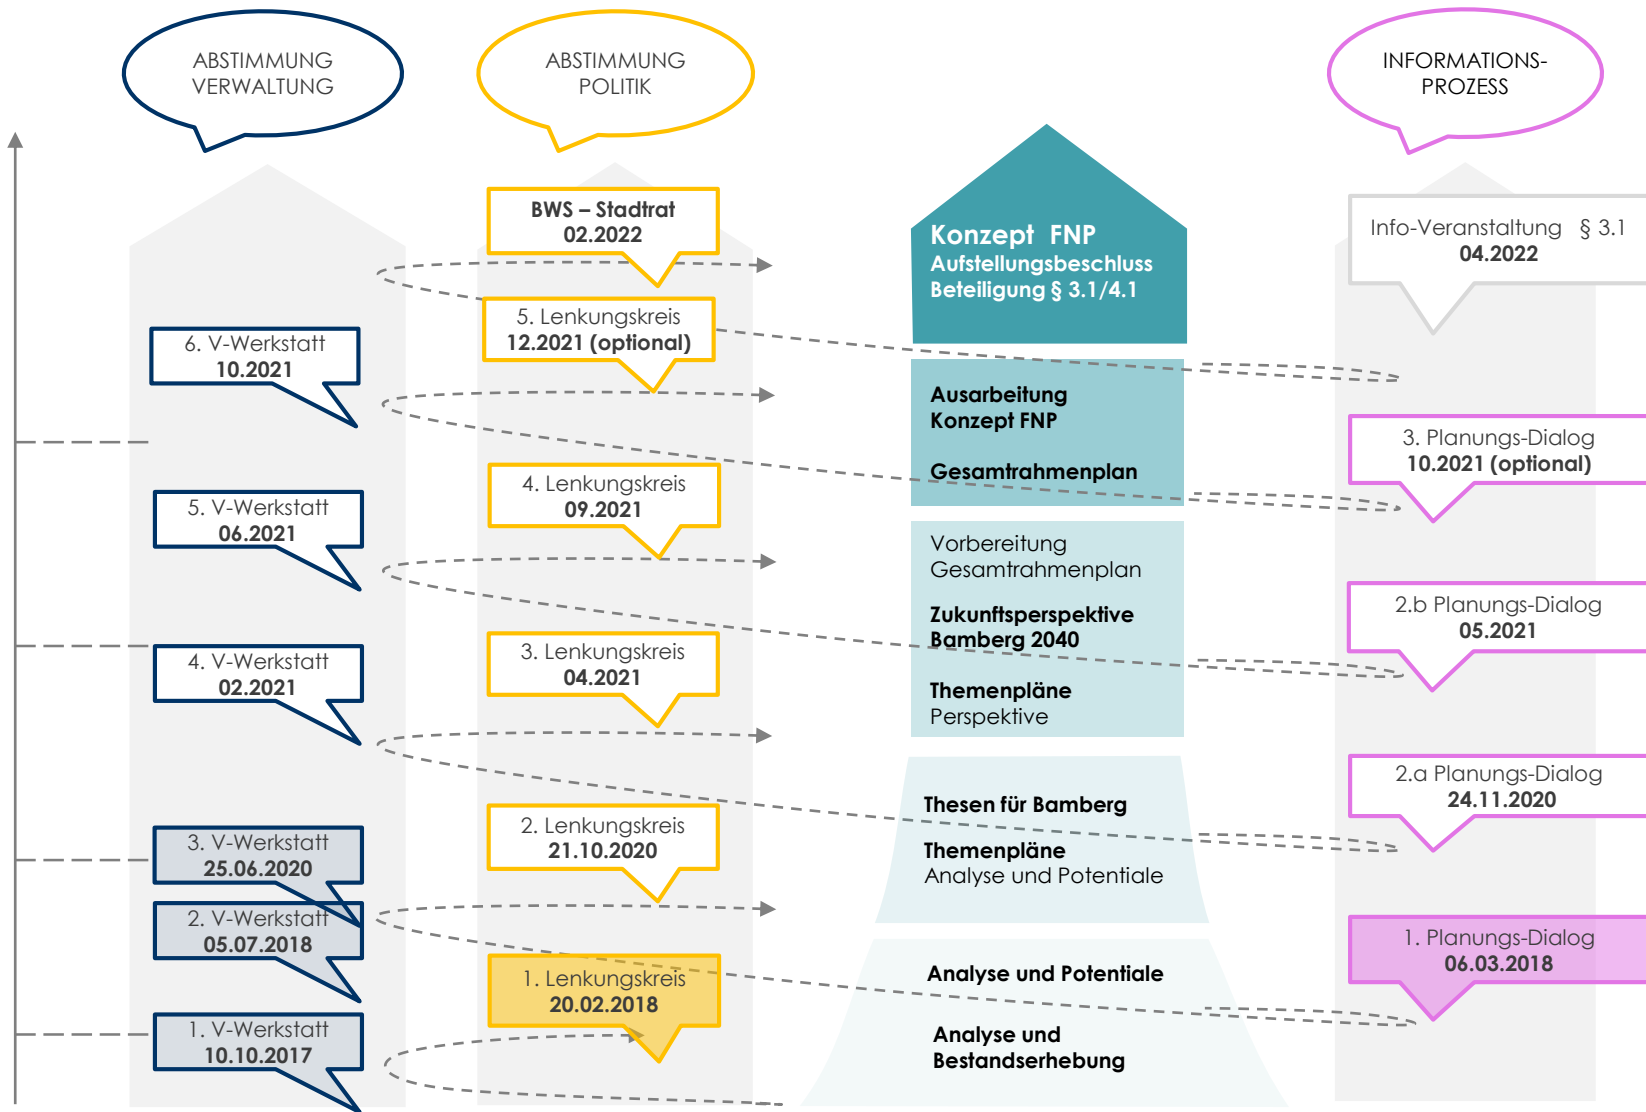 ABSTIMMUNG
VERWALTUNG
6. V-Werkstatt
10.2021
5. V-Werkstatt
06.2021
4. V-Werkstatt
02.2021
3. V-Werkstatt
25.06.2020
2. V-Werkstatt
05.07.2018
1. V-Werkstatt
10.10.2017
ABSTIMMUNG
POLITIK
BWS – Stadtrat
02.2022
5. Lenkungskreis
12.2021 (optional)
4. Lenkungskreis
09.2021
3. Lenkungskreis
04.2021
2. Lenkungskreis
21.10.2020
1. Lenkungskreis
20.02.2018
Konzept FNP
Aufstellungsbeschluss
Beteiligung § 3.1/4.1
Ausarbeitung
Konzept FNP
Gesamtrahmenplan
Vorbereitung
Gesamtrahmenplan
Zukunftsperspektive
Bamberg 2040
Themenpläne
Perspektive
Thesen für Bamberg
Themenpläne
Analyse und Potentiale
Analyse und Potentiale
Analyse und
Bestandserhebung
INFORMATIONS-
PROZESS
Info-Veranstaltung § 3.1
04.2022
3. Planungs-Dialog
10.2021 (optional)
2.b Planungs-Dialog
05.2021
2.a Planungs-Dialog
24.11.2020
1. Planungs-Dialog
06.03.2018